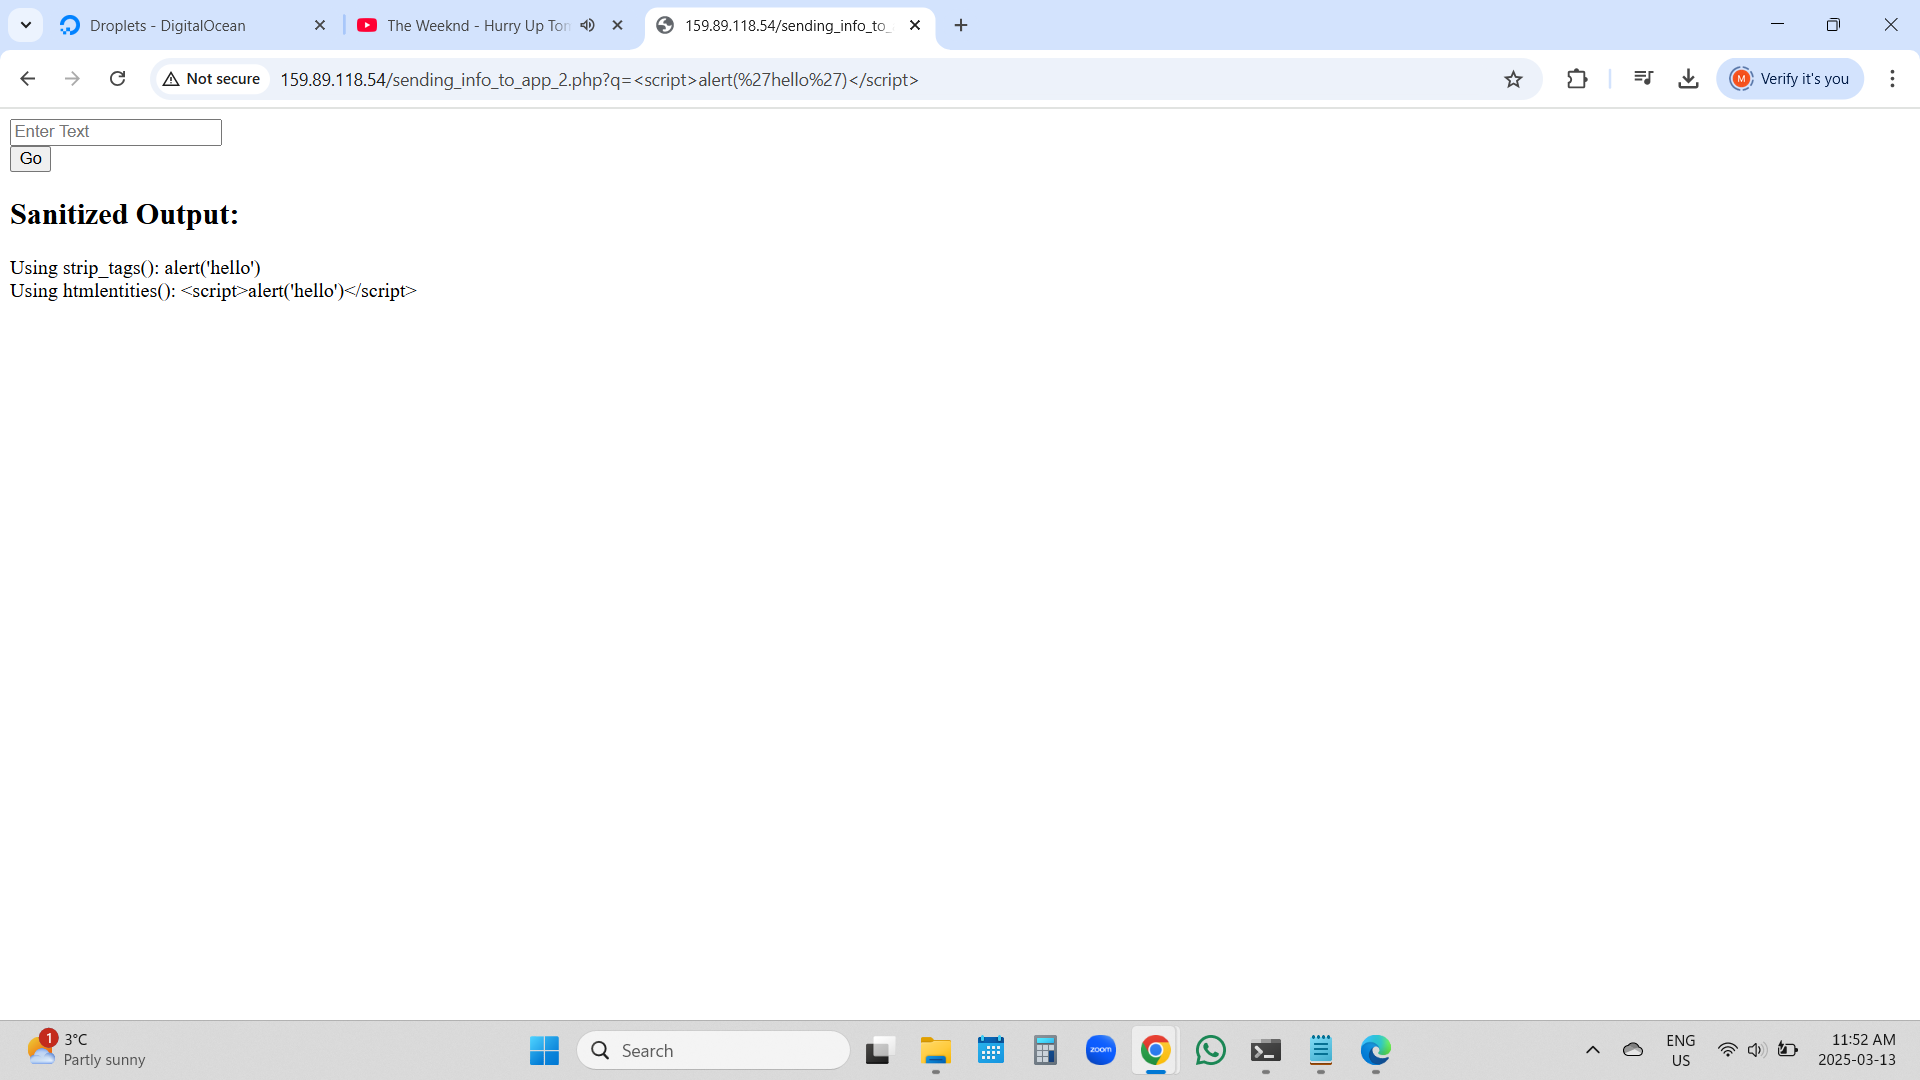 Droplets - DigitalOcean
The Weeknd - Hurry Up Tom
159.89.118.54/sending_info_to_
Not secure
159.89.118.54/sending_info_to_app_2.php?q=<script>alert(%27hello%27)</script>
M
Verify it's you
Enter Text
Go
Sanitized Output:
Using strip_tags(): alert('hello')
Using htmlentities(): <script>alert('hello')</script>
1
3°C
Partly sunny
Search
zoom
ENG
US
11:52 AM
2025-03-13